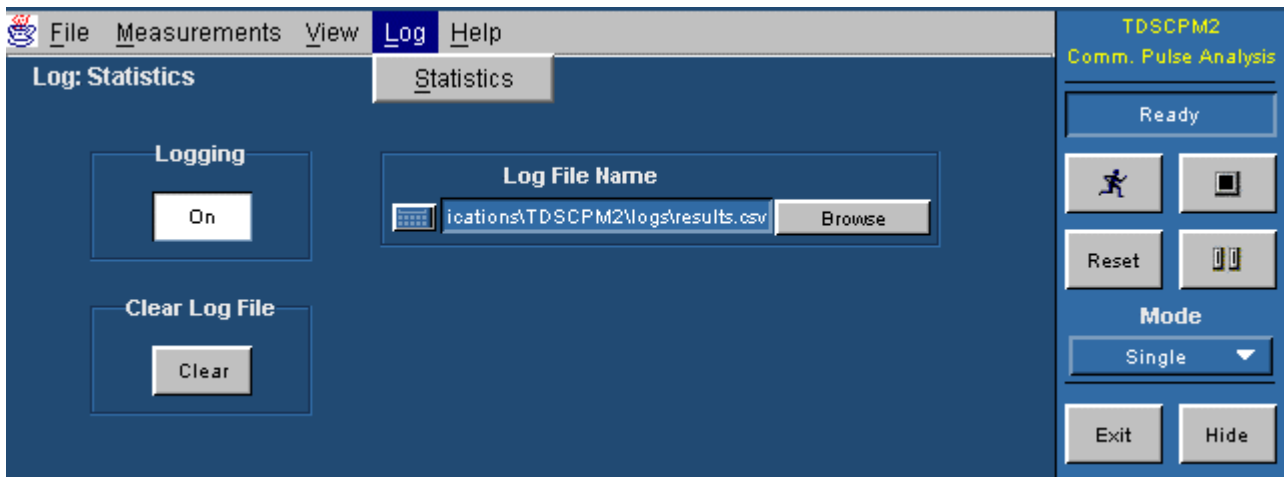 File Measurements View Log Help
Log: Statistics
Statistics
Logging
On
Log File Name
ications\TDSCPM2\logs\results.csv
Browse
Clear Log File
Clear
TDSCPM2
Comm. Pulse Analysis
Ready
Reset
Mode
Single
Exit
Hide